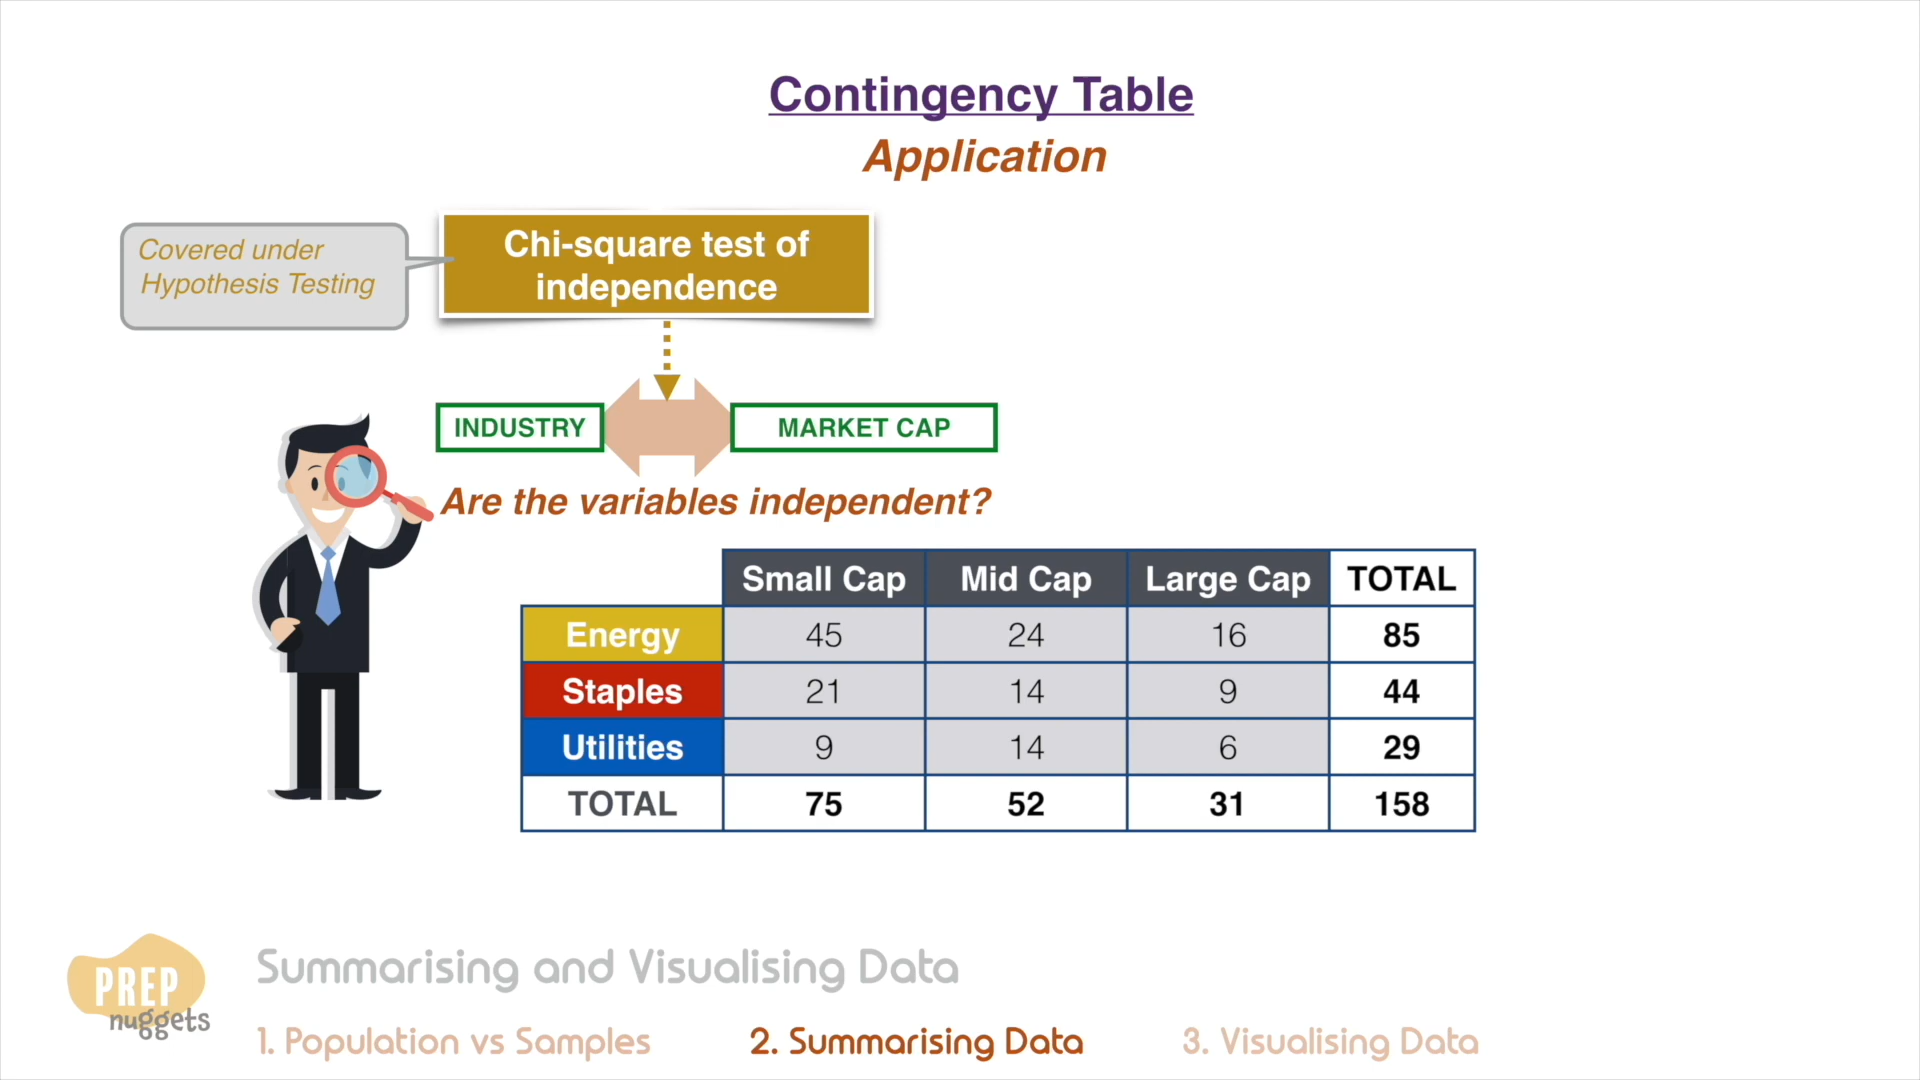 Contingency Table
Application
Covered under
Hypothesis Testing
Chi-square test of
independence
INDUSTRY
MARKET CAP
Are the variables independent?
Small Cap Mid Cap Large Cap TOTAL
Energy 45 24 16 85
Staples 21 14 9 44
Utilities 9 14 6 29
TOTAL 75 52 31 158
PREP
nuggets
Summarising and Visualising Data
1. Population vs Samples
2. Summarising Data
3. Visualising Data